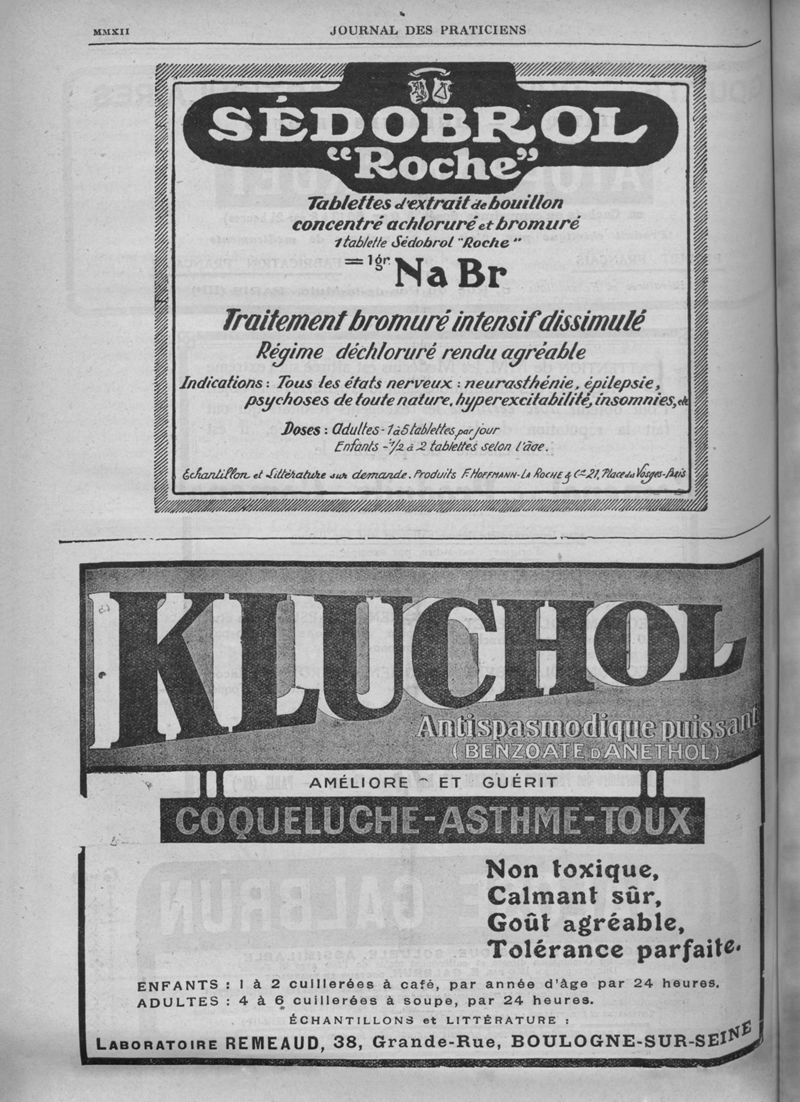 MMXII
JOURNAL DES PRATICIENS
SÉDOBROL
"Roche"
Tablettes d'extrait de bouillon
concentré achloruré et bromuré
1 tablette Sédobrol "Roche"
= 1gr. Na Br
Traitement bromuré intensif dissimulé
Régime déchloruré rendu agréable
Indications : Tous les états nerveux : neurasthénie, épilepsie,
psychoses de toute nature, hyperexcitabilité, insomnies, etc
Doses : Adultes - 1 à 5 tablettes par jour
Enfants - 1/2 à 2 tablettes selon l'âge.
Échantillon et Littérature sur demande. Produits F. HOFFMANN-LA ROCHE & Cie 21, Place des Vosges-Paris
KLUCHOL
Antispasmodique puissant
(BENZOATE D'ANETHOL)
AMÉLIORE - ET GUÉRIT
COQUELUCHE-ASTHME-TOUX
Non toxique,
Calmant sûr,
Goût agréable,
Tolérance parfaite.
ENFANTS : 1 à 2 cuillerées à café, par année d'âge par 24 heures.
ADULTES : 4 à 6 cuillerées à soupe, par 24 heures.
ÉCHANTILLONS et LITTÉRATURE :
LABORATOIRE REMEAUD, 38, Grande-Rue, BOULOGNE-SUR-SEINE